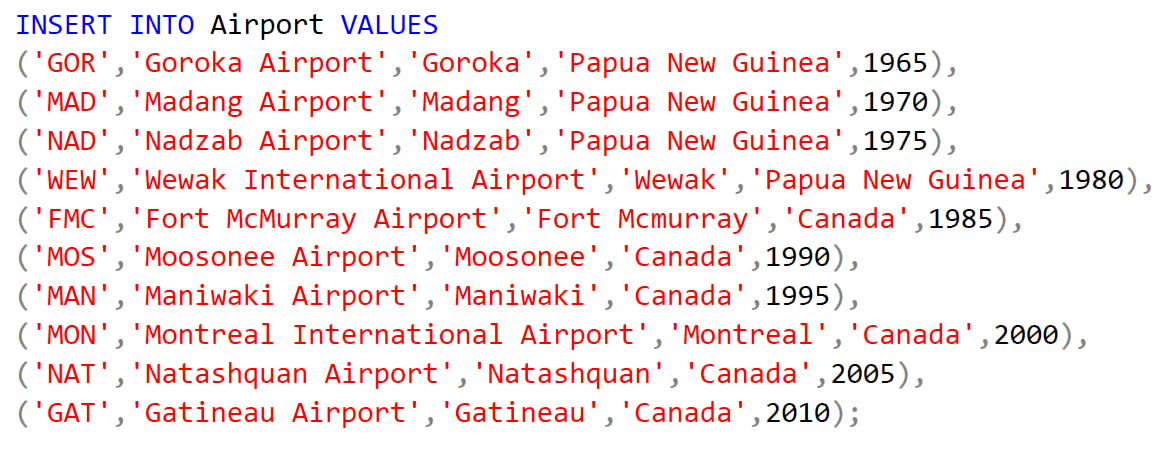 INSERT INTO Airport VALUES
('GOR','Goroka Airport','Goroka','Papua New Guinea',1965),
('MAD','Madang Airport','Madang','Papua New Guinea',1970),
('NAD','Nadzab Airport','Nadzab','Papua New Guinea',1975),
('WEW','Wewak International Airport','Wewak','Papua New Guinea',1980),
('FMC','Fort McMurray Airport','Fort Mcmurray','Canada',1985),
('MOS','Moosonee Airport','Moosonee','Canada',1990),
('MAN','Maniwaki Airport','Maniwaki','Canada',1995),
('MON','Montreal International Airport','Montreal','Canada',2000),
('NAT','Natashquan Airport','Natashquan','Canada',2005),
('GAT','Gatineau Airport','Gatineau','Canada',2010);